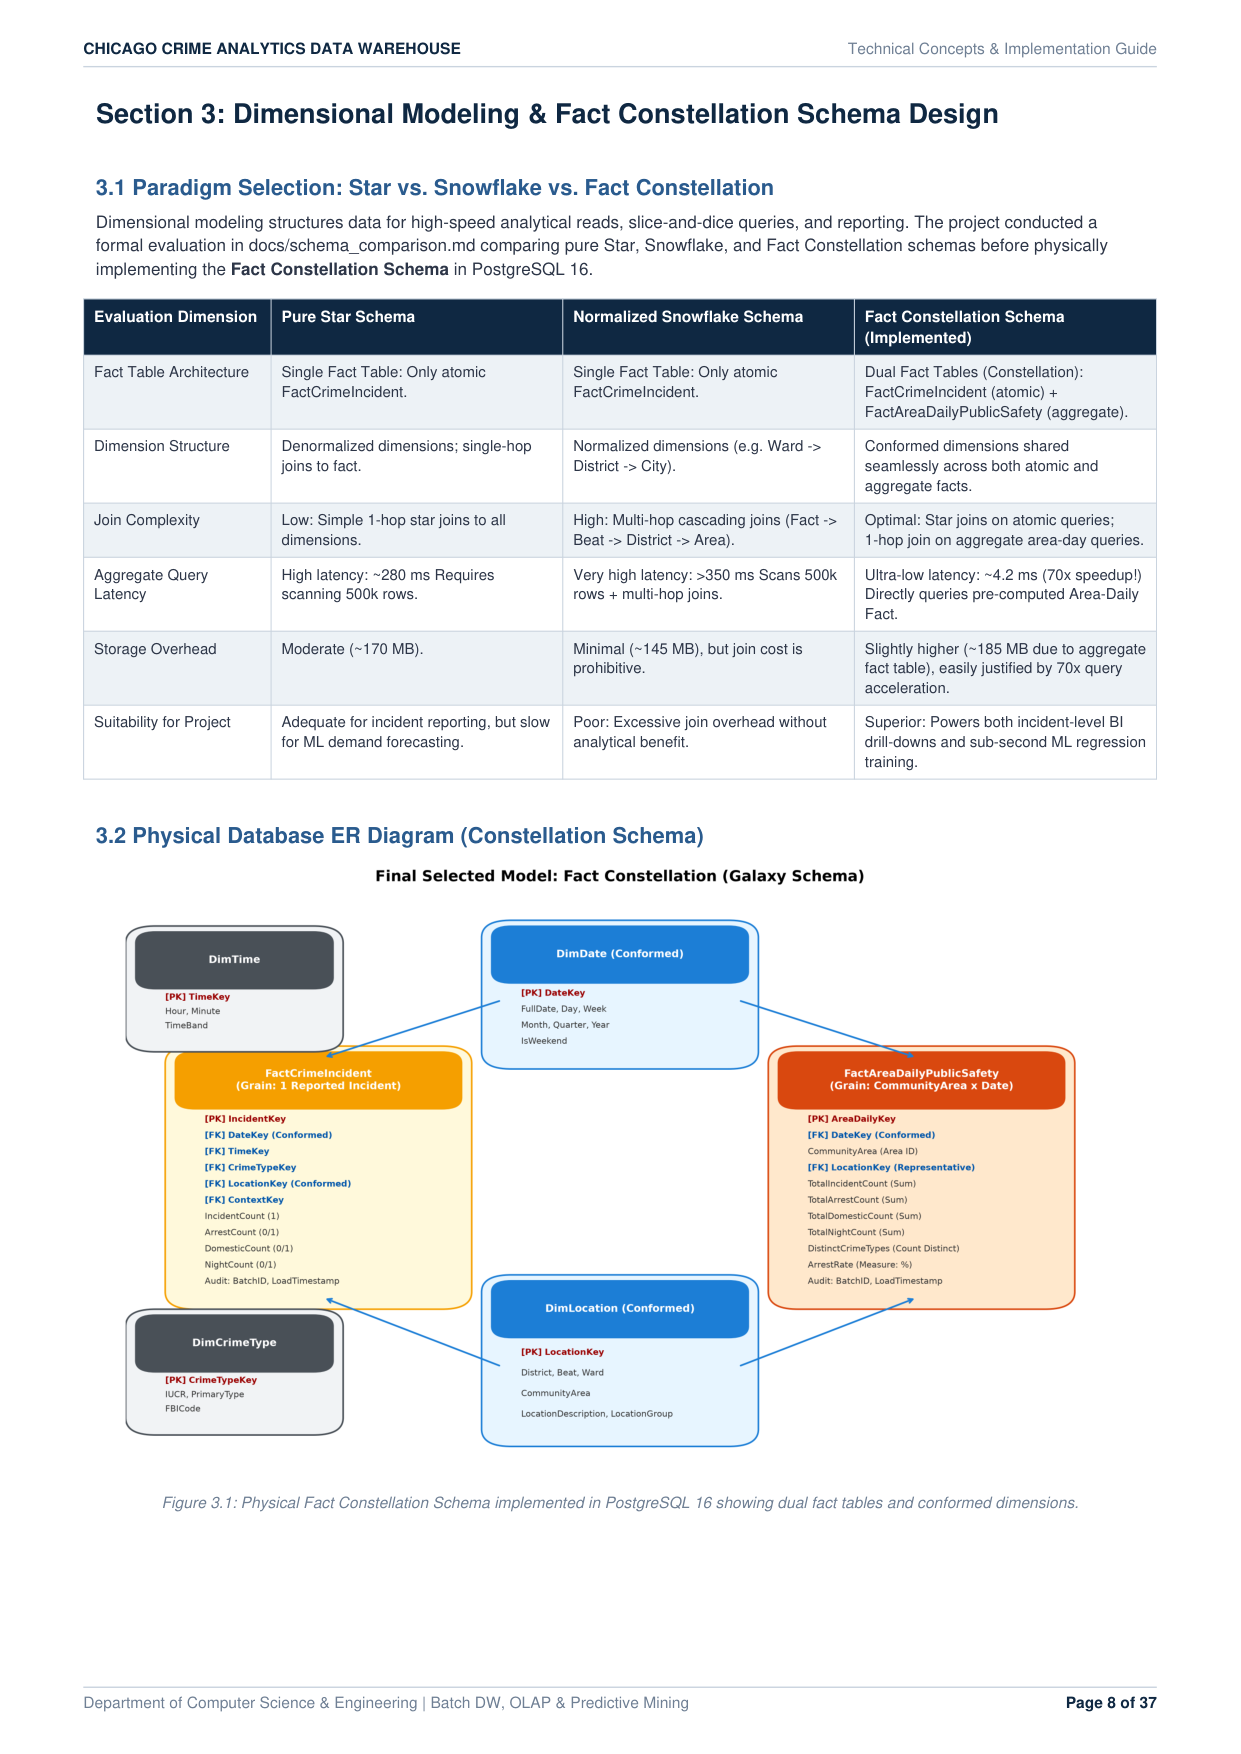 CHICAGO CRIME ANALYTICS DATA WAREHOUSE
Technical Concepts & Implementation Guide
Section 3: Dimensional Modeling & Fact Constellation Schema Design
3.1 Paradigm Selection: Star vs. Snowflake vs. Fact Constellation
Dimensional modeling structures data for high-speed analytical reads, slice-and-dice queries, and reporting. The project conducted a
formal evaluation in docs/schema_comparison.md comparing pure Star, Snowflake, and Fact Constellation schemas before physically
implementing the Fact Constellation Schema in PostgreSQL 16.
Evaluation Dimension
Pure Star Schema
Normalized Snowflake Schema
Fact Constellation Schema
(Implemented)
Fact Table Architecture
Single Fact Table: Only atomic
FactCrimeIncident.
Single Fact Table: Only atomic
FactCrimeIncident.
Dual Fact Tables (Constellation):
FactCrimeIncident (atomic) +
FactAreaDailyPublicSafety (aggregate).
Dimension Structure
Denormalized dimensions; single-hop
joins to fact.
Normalized dimensions (e.g. Ward ->
District -> City).
Conformed dimensions shared
seamlessly across both atomic and
aggregate facts.
Join Complexity
Low: Simple 1-hop star joins to all
dimensions.
High: Multi-hop cascading joins (Fact ->
Beat -> District -> Area).
Optimal: Star joins on atomic queries;
1-hop join on aggregate area-day queries.
Aggregate Query
Latency
High latency: ~280 ms Requires
scanning 500k rows.
Very high latency: >350 ms Scans 500k
rows + multi-hop joins.
Ultra-low latency: ~4.2 ms (70x speedup!)
Directly queries pre-computed Area-Daily
Fact.
Storage Overhead
Moderate (~170 MB).
Minimal (~145 MB), but join cost is
prohibitive.
Slightly higher (~185 MB due to aggregate
fact table), easily justified by 70x query
acceleration.
Suitability for Project
Adequate for incident reporting, but slow
for ML demand forecasting.
Poor: Excessive join overhead without
analytical benefit.
Superior: Powers both incident-level BI
drill-downs and sub-second ML regression
training.
3.2 Physical Database ER Diagram (Constellation Schema)
Final Selected Model: Fact Constellation (Galaxy Schema)
DimTime
[PK] TimeKey
Hour, Minute
TimeBand
DimDate (Conformed)
[PK] DateKey
FullDate, Day, Week
Month, Quarter, Year
IsWeekend
FactCrimeIncident
(Grain: 1 Reported Incident)
[PK] IncidentKey
[FK] DateKey (Conformed)
[FK] TimeKey
[FK] CrimeTypeKey
[FK] LocationKey (Conformed)
[FK] ContextKey
IncidentCount (1)
ArrestCount (0/1)
DomesticCount (0/1)
NightCount (0/1)
Audit: BatchID, LoadTimestamp
FactAreaDailyPublicSafety
(Grain: CommunityArea x Date)
[PK] AreaDailyKey
[FK] DateKey (Conformed)
CommunityArea (Area ID)
[FK] LocationKey (Representative)
TotalIncidentCount (Sum)
TotalArrestCount (Sum)
TotalDomesticCount (Sum)
TotalNightCount (Sum)
DistinctCrimeTypes (Count Distinct)
ArrestRate (Measure: %)
Audit: BatchID, LoadTimestamp
DimCrimeType
[PK] CrimeTypeKey
IUCR, PrimaryType
FBICode
DimLocation (Conformed)
[PK] LocationKey
District, Beat, Ward
CommunityArea
LocationDescription, LocationGroup
Figure 3.1: Physical Fact Constellation Schema implemented in PostgreSQL 16 showing dual fact tables and conformed dimensions.
Department of Computer Science & Engineering | Batch DW, OLAP & Predictive Mining
Page 8 of 37